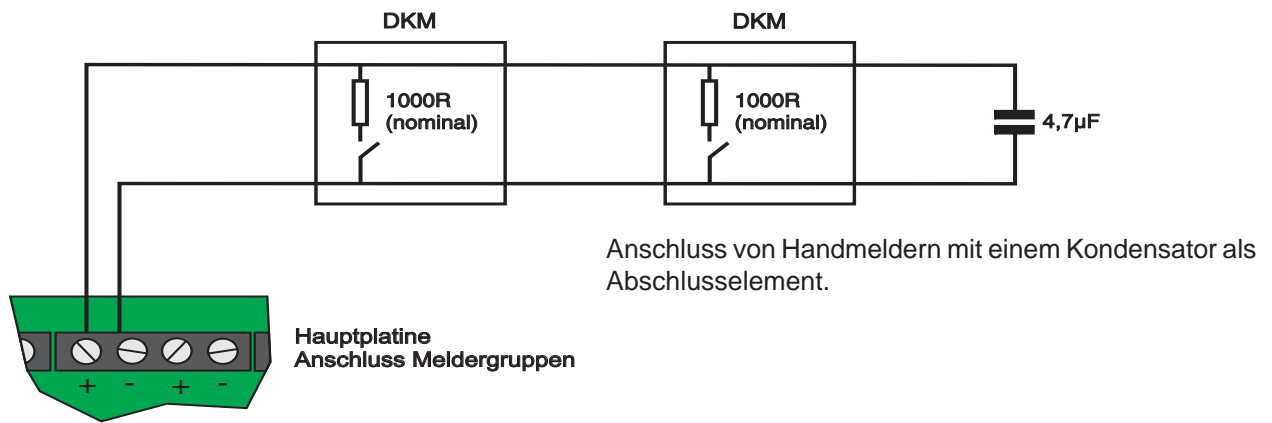 DKM
DKM
1000R
(nominal)
1000R
(nominal)
4,7µF
Anschluss von Handmeldern mit einem Kondensator als
Abschlusselement.
Hauptplatine
Anschluss Meldergruppen
+ - + -